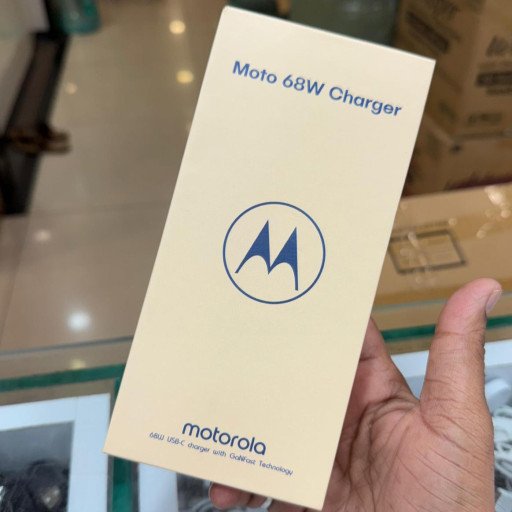 Moto 68W Charger
motorola
68W USB-C charger with GaNFast Technology